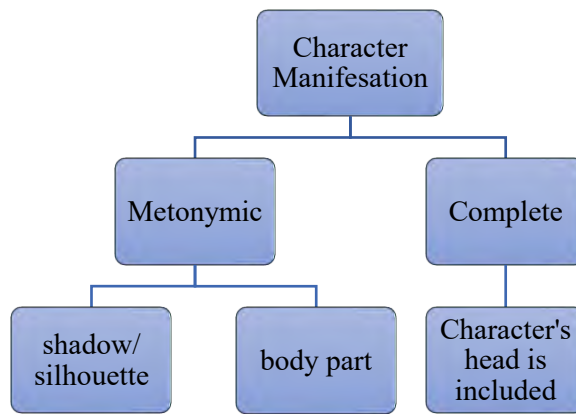 Character
Manifesation
Metonymic
Complete
shadow/
silhouette
body part
Character's
head is
included